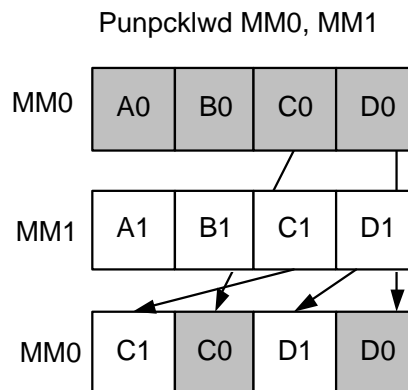 Punpcklwd MM0, MM1
MM0 A0 B0 C0 D0
MM1 A1 B1 C1 D1
MM0 C1 C0 D1 D0